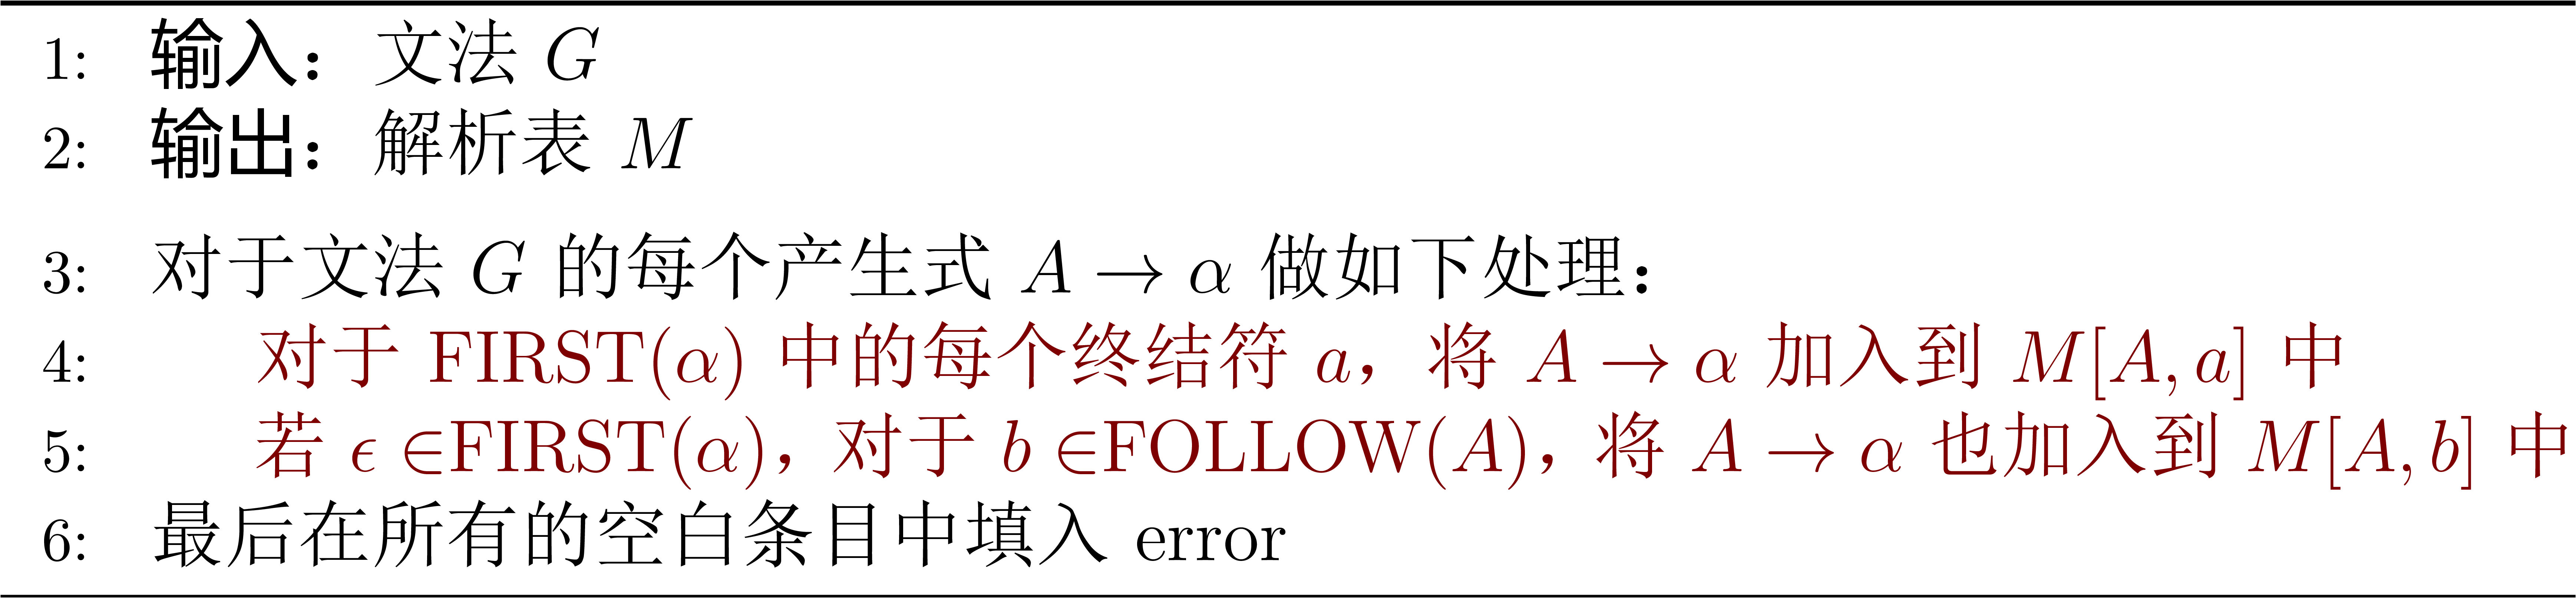 1: 输入：文法 G
2: 输出：解析表 M
3: 对于文法 G 的每个产生式 A → α 做如下处理：
4: 对于 FIRST(α) 中的每个终结符 a，将 A → α 加入到 M[A, a] 中
5: 若 ϵ ∈FIRST(α)，对于 b ∈FOLLOW(A)，将 A → α 也加入到 M[A, b] 中
6: 最后在所有的空白条目中填入 error